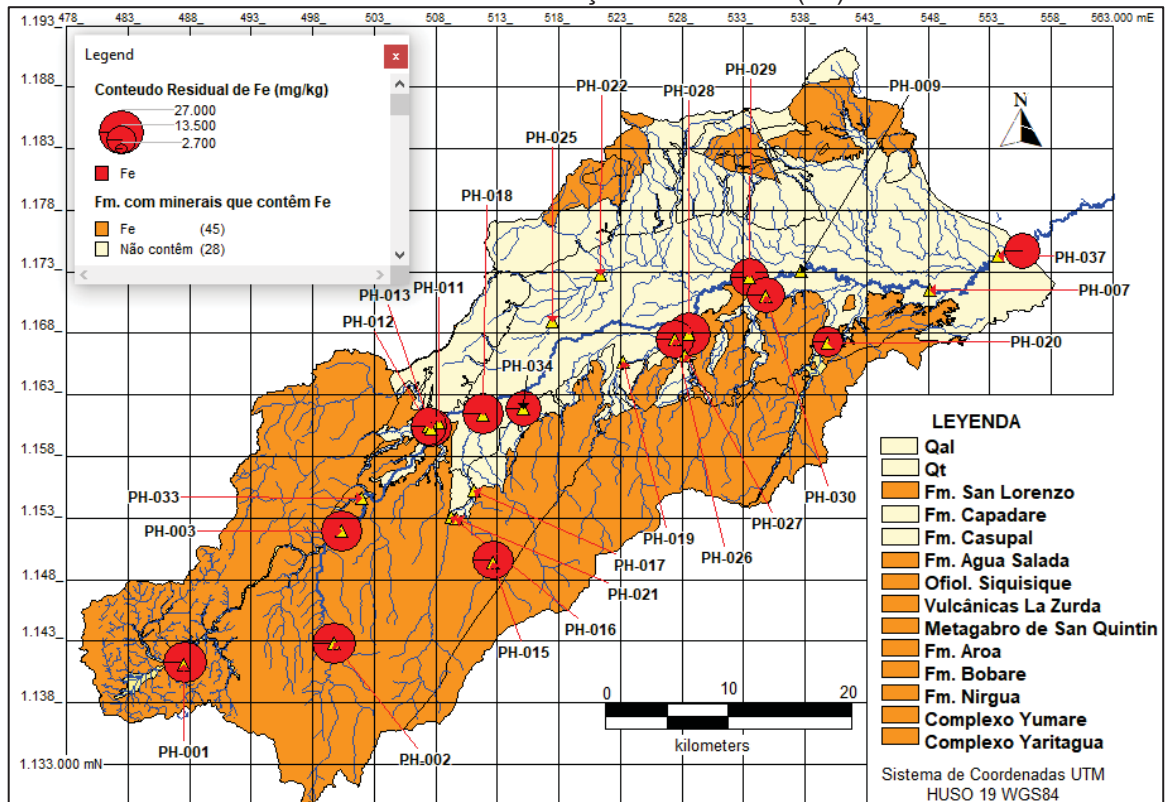 1.193_
478_
483_
488_
493_
498_
503_
508_
513_
518_
523_
528_
533_
538_
543_
548_
553_
558_
563.000 mE
1.188_
1.183_
1.178_
1.173_
1.168_
1.163_
1.158_
1.153_
1.148_
1.143_
1.138_
1.133.000 mN
Legend
x
Conteudo Residual de Fe (mg/kg)
27.000
13.500
2.700
Fe
Fm. com minerais que contêm Fe
Fe (45)
Não contêm (28)
PH-029
PH-022
PH-028
PH-009
PH-025
PH-018
N
PH-037
PH-007
PH-020
PH-013
PH-011
PH-012
PH-034
PH-033
PH-003
PH-030
PH-027
PH-019
PH-026
PH-017
PH-021
PH-016
PH-015
PH-001
PH-002
0
10
20
kilometers
LEYENDA
Qal
Qt
Fm. San Lorenzo
Fm. Capadare
Fm. Casupal
Fm. Agua Salada
Ofiol. Siquisique
Vulcânicas La Zurda
Metagabro de San Quintin
Fm. Aroa
Fm. Bobare
Fm. Nirgua
Complexo Yumare
Complexo Yaritagua
Sistema de Coordenadas UTM
HUSO 19 WGS84